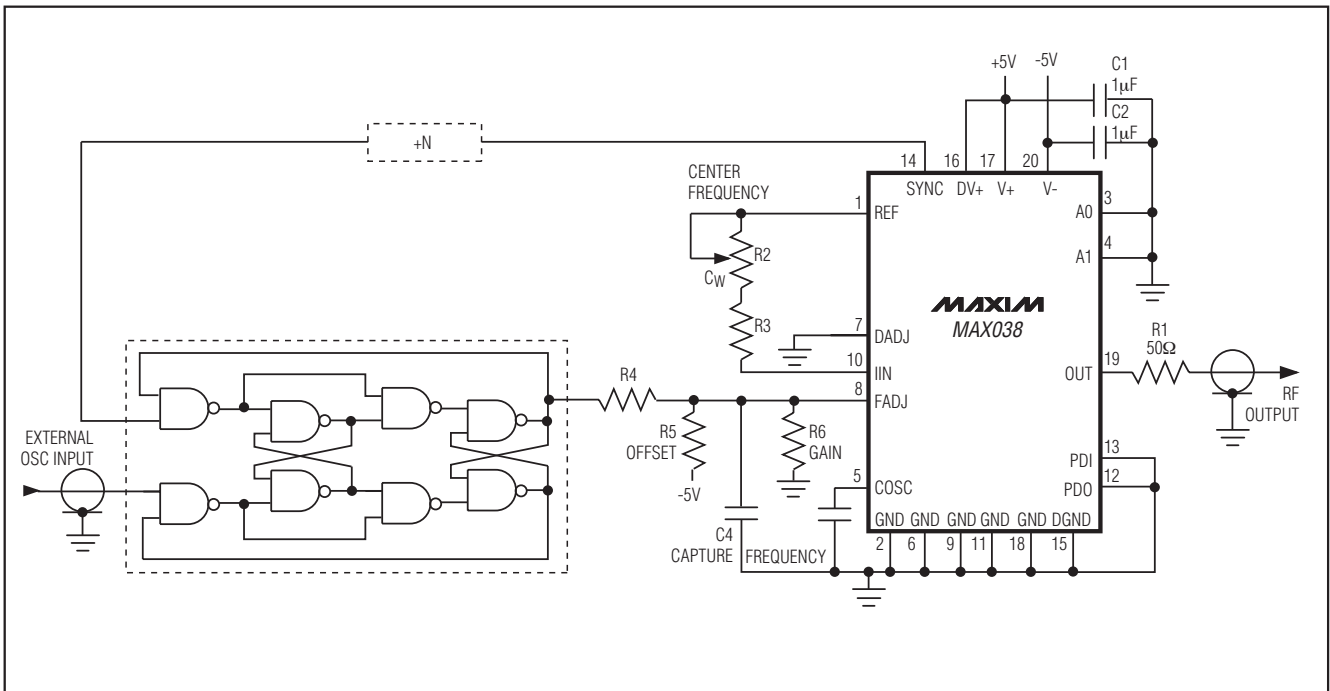 +5V
-5V
C1
1µF
C2
1µF
+N
14
16
17
20
SYNC
DV+
V+
V-
CENTER
FREQUENCY
1
REF
3
A0
R2
CW
4
A1
R3
MAXIM
MAX038
7
DADJ
R1
50Ω
10
IIN
19
OUT
RF
OUTPUT
R4
8
FADJ
EXTERNAL
OSC INPUT
R5
OFFSET
R6
GAIN
-5V
13
PDI
5
COSC
12
PDO
C4
CAPTURE
FREQUENCY
GND
GND
GND
GND
GND
DGND
2
6
9
11
18
15